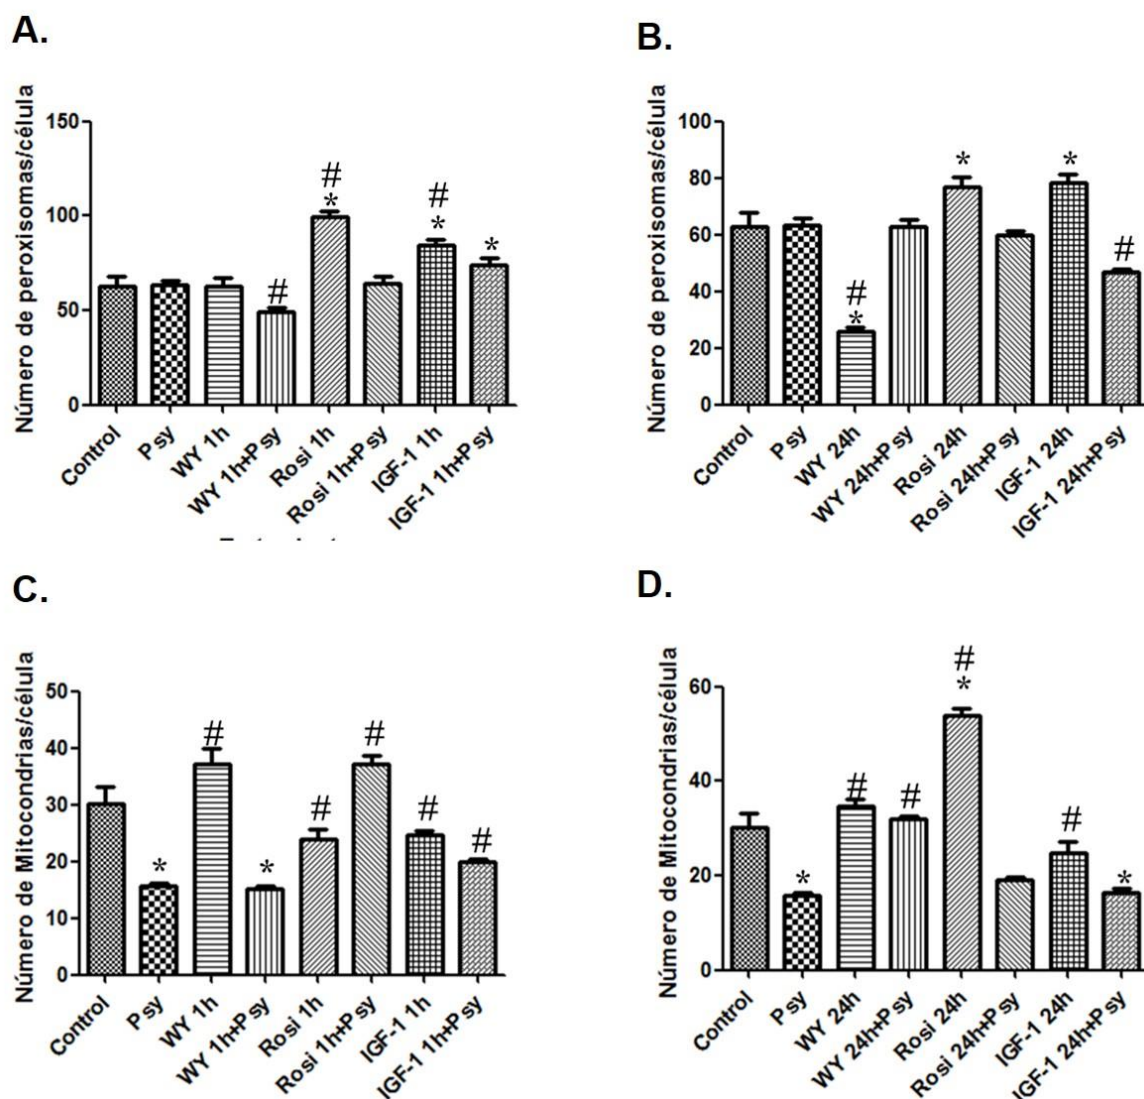 A.
Número de peroxisomas/célula
150
100
50
0
#
#
*
#
*
*
Control
Psy
WY 1h
WY 1h+Psy
Rosi 1h
Rosi 1h+Psy
IGF-1 1h
IGF-1 1h+Psy
B.
Número de peroxisomas/célula
100
80
60
40
20
0
#
*
*
*
#
Control
Psy
WY 24h
WY 24h+Psy
Rosi 24h
Rosi 24h+Psy
IGF-1 24h
IGF-1 24h+Psy
C.
Número de Mitocondrias/célula
50
40
30
20
10
0
*
#
*
#
#
#
#
Control
Psy
WY 1h
WY 1h+Psy
Rosi 1h
Rosi 1h+Psy
IGF-1 1h
IGF-1 1h+Psy
D.
Número de Mitocondrias/célula
60
40
20
0
*
#
#
#
*
#
*
Control
Psy
WY 24h
WY 24h+Psy
Rosi 24h
Rosi 24h+Psy
IGF-1 24h
IGF-1 24h+Psy